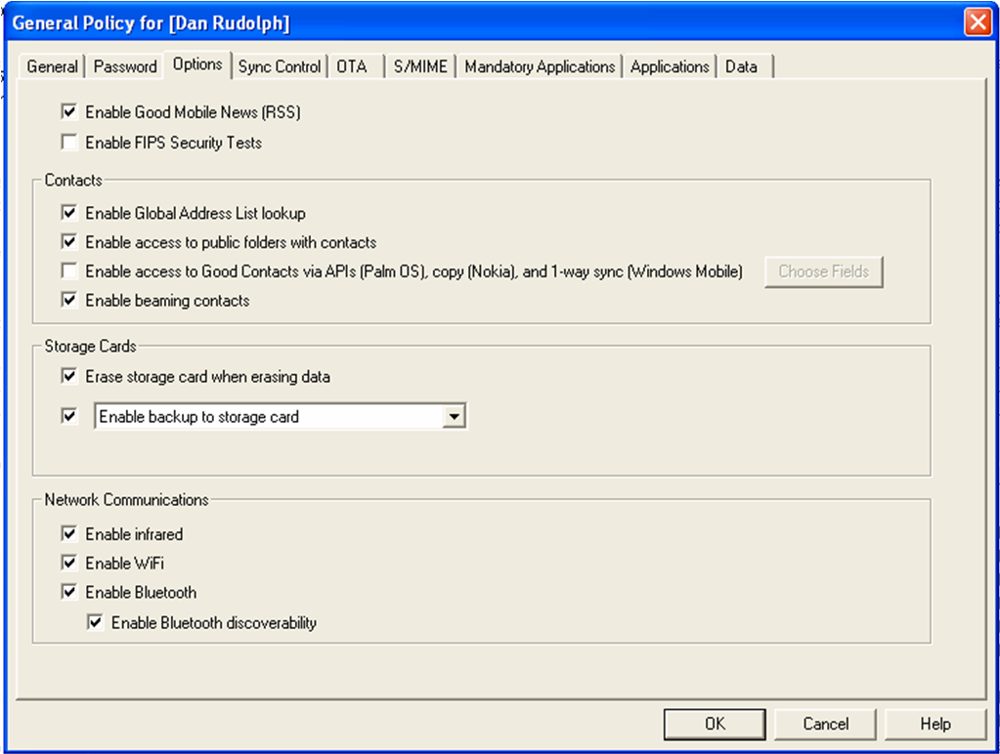 General Policy for [Dan Rudolph]
General Password Options Sync Control OTA S/MIME Mandatory Applications Applications Data
Enable Good Mobile News (RSS)
Enable FIPS Security Tests
Contacts
Enable Global Address List lookup
Enable access to public folders with contacts
Enable access to Good Contacts via APIs (Palm OS), copy (Nokia), and 1-way sync (Windows Mobile) Choose Fields
Enable beaming contacts
Storage Cards
Erase storage card when erasing data
Enable backup to storage card
Network Communications
Enable infrared
Enable WiFi
Enable Bluetooth
Enable Bluetooth discoverability
OK Cancel Help